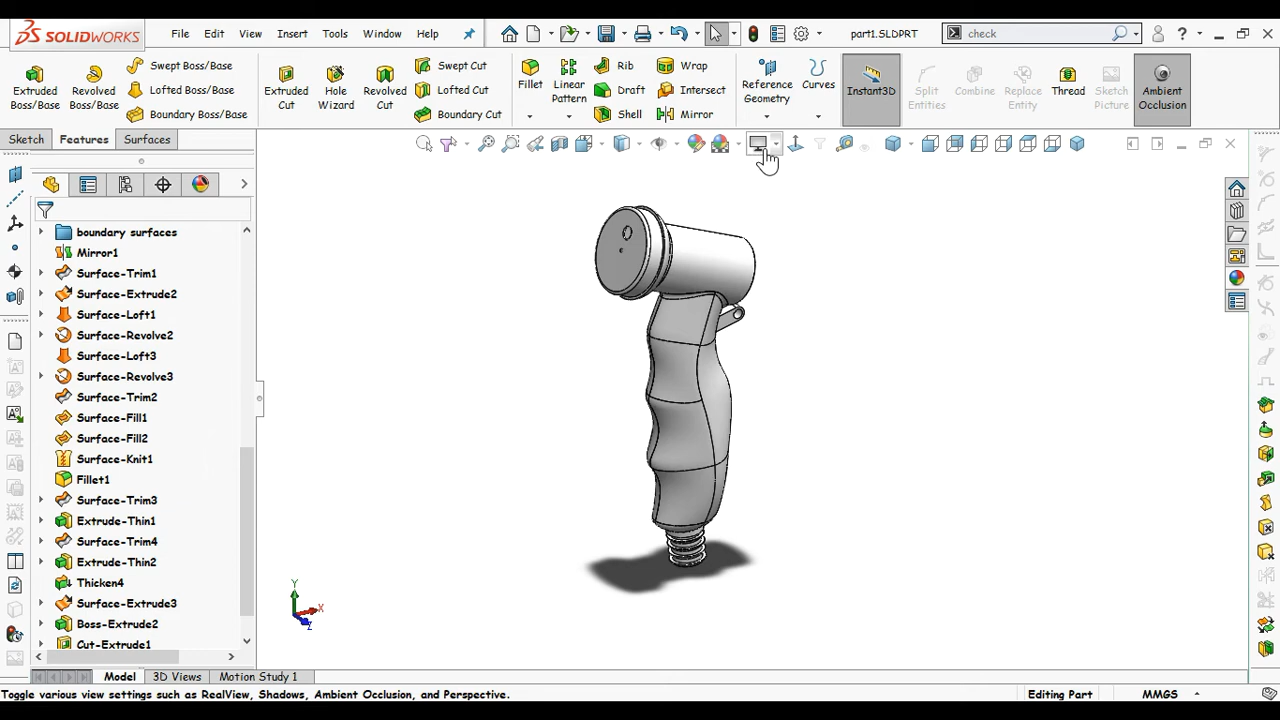 SOLIDWORKS File Edit View Insert Tools Window Help part1.SLDPRT check
Swept Boss/Base Swept Cut Rib Wrap
Extruded Boss/Base Revolved Boss/Base Lofted Boss/Base Extruded Cut Hole Wizard Revolved Cut Lofted Cut Fillet Linear Pattern Draft Intersect Reference Geometry Curves Instant3D Split Entities Combine Replace Entity Thread Sketch Picture Ambient Occlusion
Boundary Boss/Base Boundary Cut Shell Mirror
Sketch Features Surfaces
boundary surfaces
Mirror1
Surface-Trim1
Surface-Extrude2
Surface-Loft1
Surface-Revolve2
Surface-Loft3
Surface-Revolve3
Surface-Trim2
Surface-Fill1
Surface-Fill2
Surface-Knit1
Fillet1
Surface-Trim3
Extrude-Thin1
Surface-Trim4
Extrude-Thin2
Thicken4
Surface-Extrude3
Boss-Extrude2
Cut-Extrude1
Y
X
Z
Model 3D Views Motion Study 1
Toggle various view settings such as RealView, Shadows, Ambient Occlusion, and Perspective. Editing Part MMGS